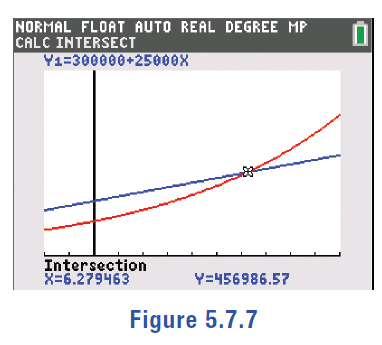 NORMAL FLOAT AUTO REAL DEGREE MP
CALC INTERSECT
Y₁=300000+25000X
Intersection
X=6.279463 Y=456986.57
Figure 5.7.7